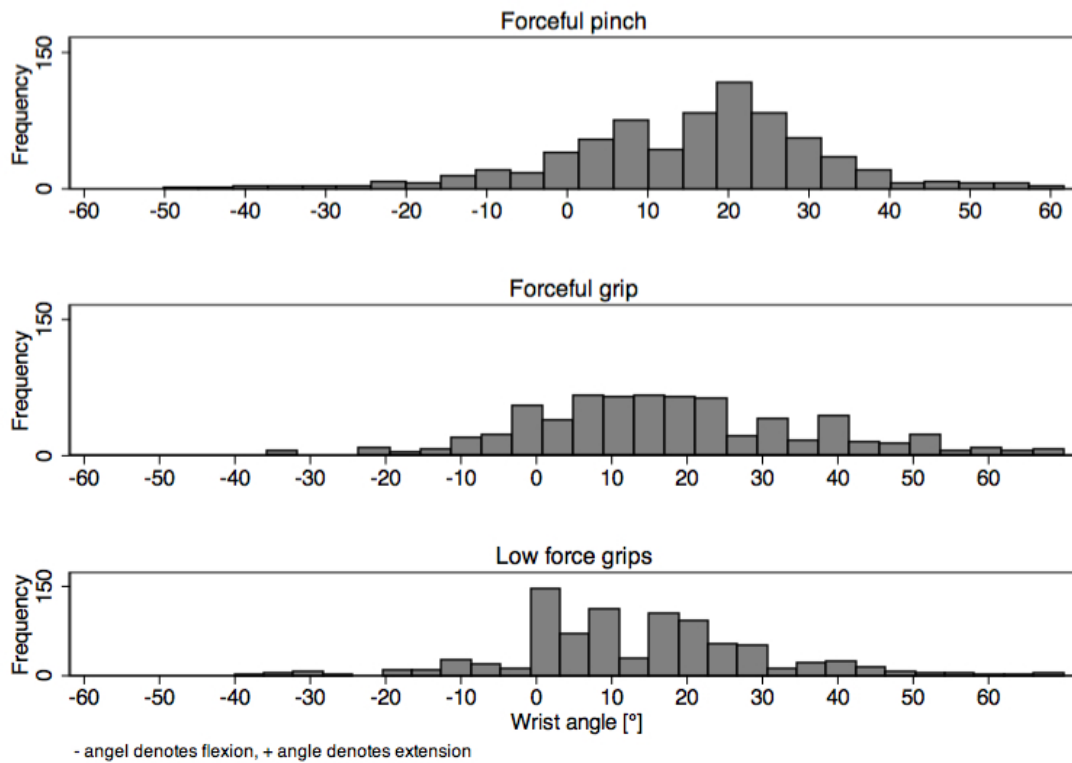 Forceful pinch
Frequency
150
0
-60 -50 -40 -30 -20 -10 0 10 20 30 40 50 60
Forceful grip
Frequency
150
0
-60 -50 -40 -30 -20 -10 0 10 20 30 40 50 60
Low force grips
Frequency
150
0
-60 -50 -40 -30 -20 -10 0 10 20 30 40 50 60
Wrist angle [°]
- angel denotes flexion, + angle denotes extension